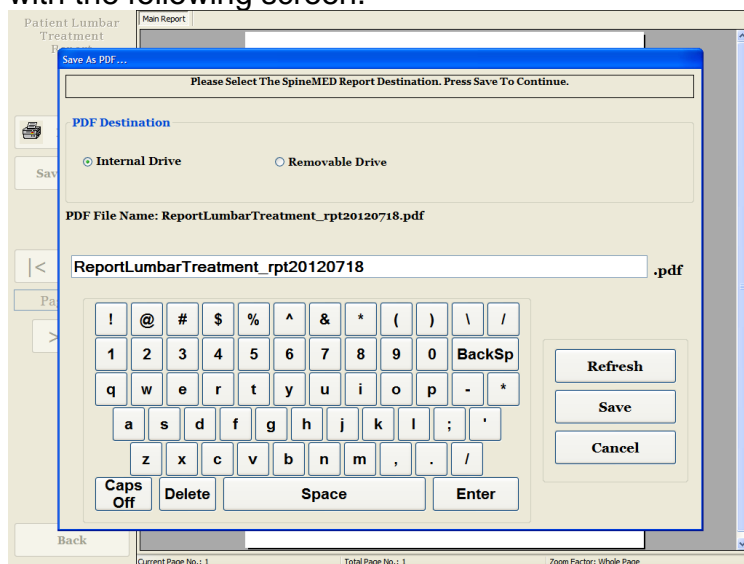 with the following screen.
Patient Lumbar
Treatment
Main Report
Save As PDF...
Please Select The SpineMED Report Destination. Press Save To Continue.
PDF Destination
Internal Drive
Removable Drive
Sav
PDF File Name: ReportLumbarTreatment_rpt20120718.pdf
ReportLumbarTreatment_rpt20120718
.pdf
|<
Pa
>
! @ # $ % ^ & * ( ) \ /
1 2 3 4 5 6 7 8 9 0 BackSp
q w e r t y u i o p - *
a s d f g h j k l ; '
z x c v b n m , . /
Caps Off Delete Space Enter
Refresh
Save
Cancel
Back
Current Page No.: 1
Total Page No.: 1
Zoom Factor: Whole Page